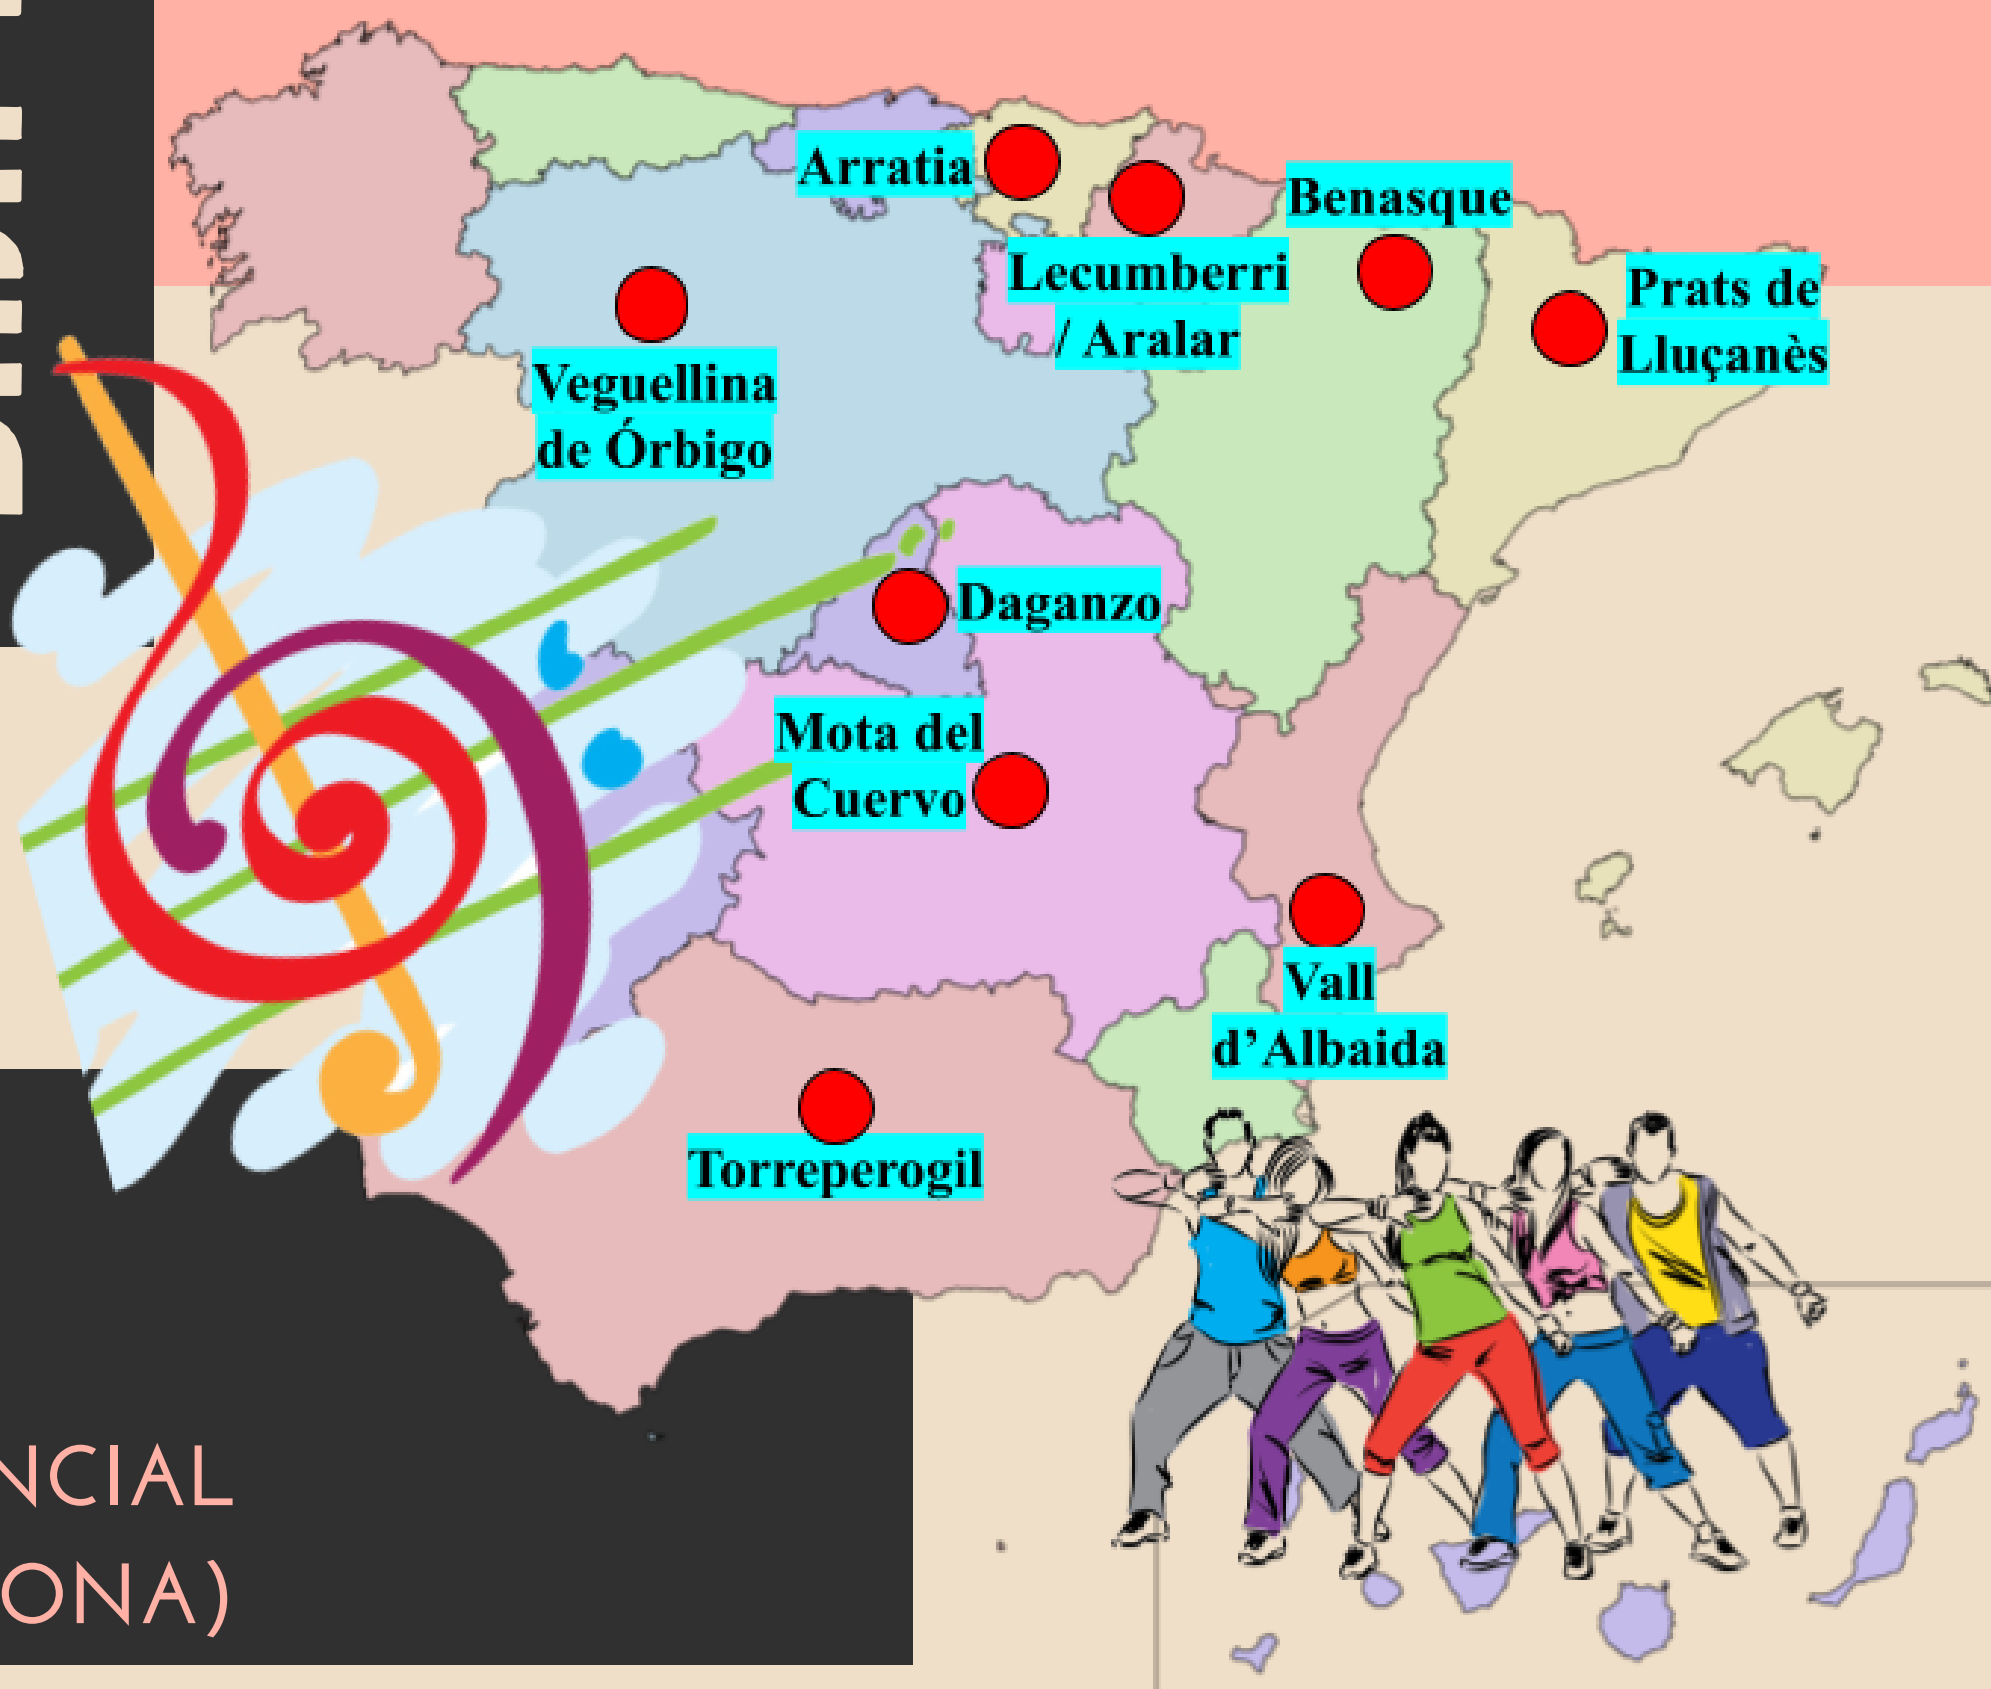 Arratia
Benasque
Lecumberri
/ Aralar
Prats de
Lluçanès
Veguellina
de Órbigo
Daganzo
Mota del
Cuervo
Vall
d’Albaida
Torreperogil
NCIAL
ONA)